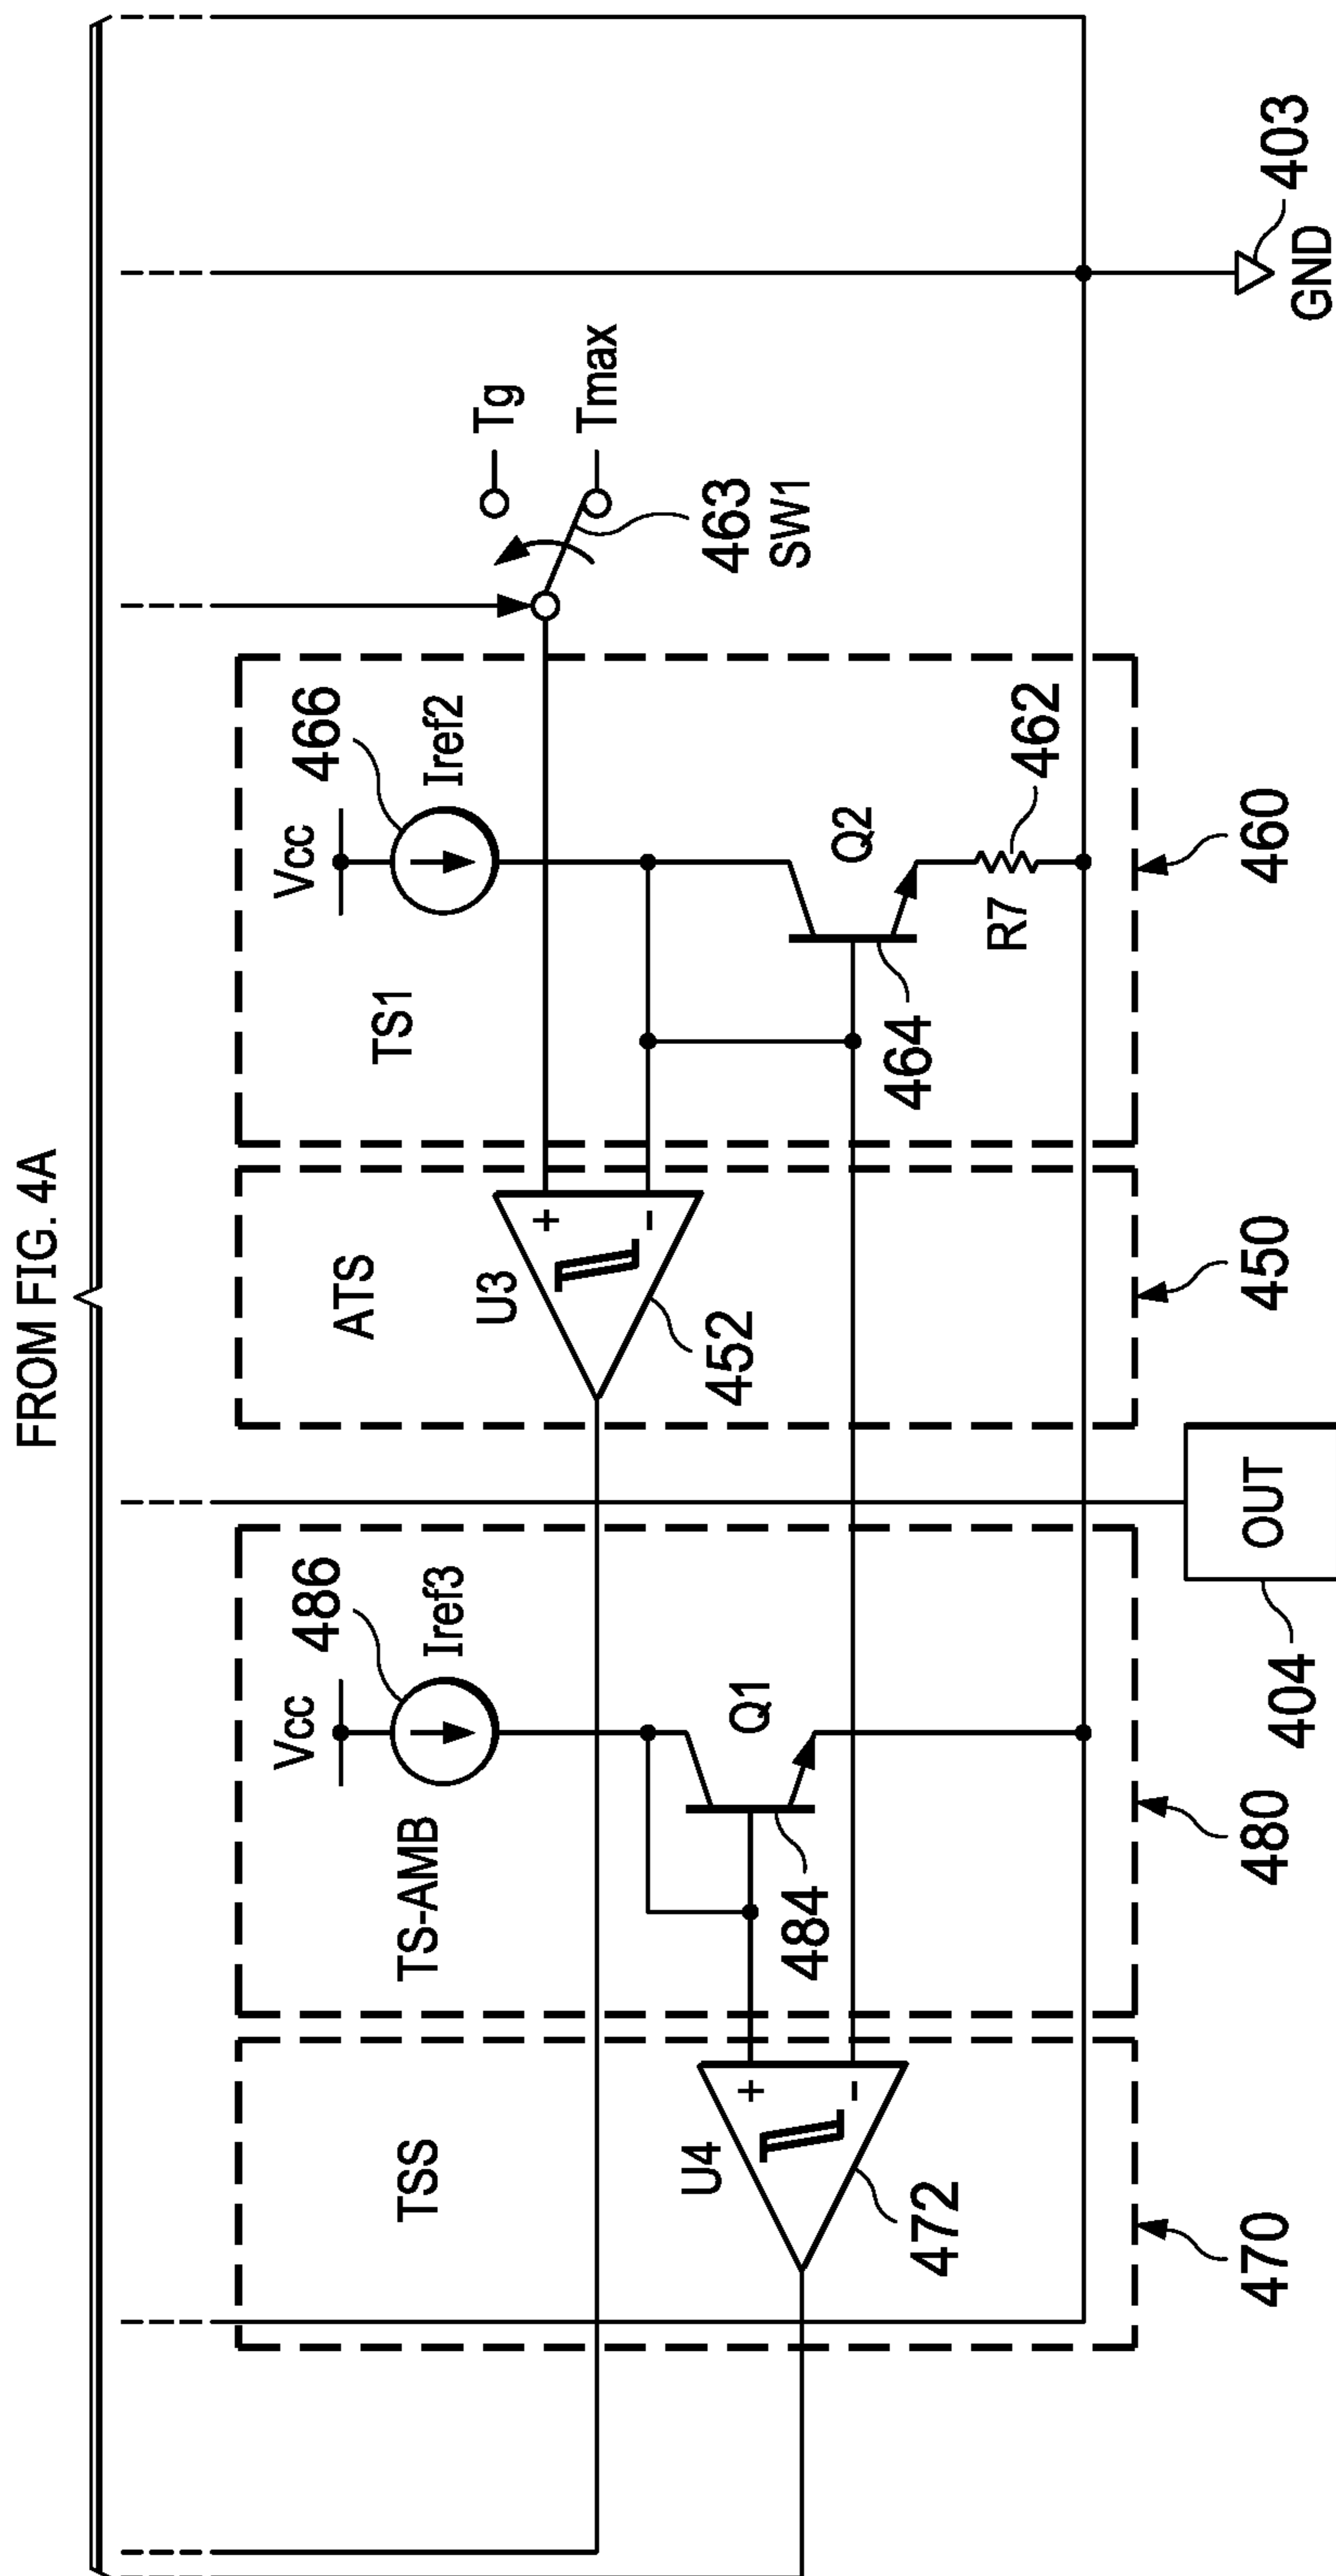 FROM FIG. 4A
TSS
U4
+
-
472
470
TS-AMB
Vcc
486
Iref3
Q1
484
480
OUT
404
ATS
U3
+
-
452
450
TS1
Vcc
466
Iref2
Q2
464
R7
462
460
Tg
Tmax
463
SW1
403
GND